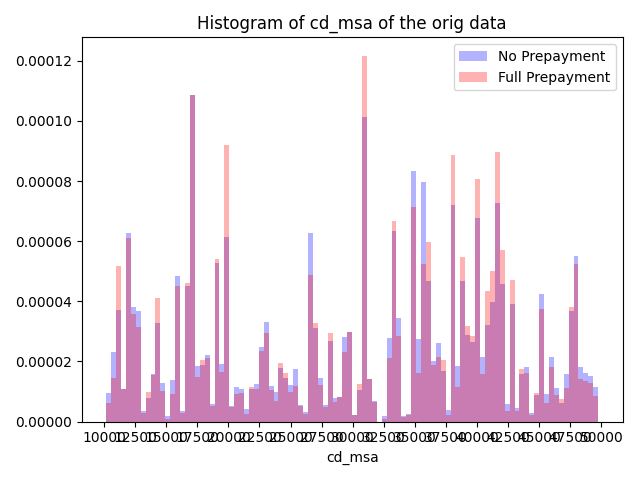 Histogram of cd_msa of the orig data
No Prepayment
Full Prepayment
0.00012
0.00010
0.00008
0.00006
0.00004
0.00002
0.00000
10000 12500 15000 17500 20000 22500 25000 27500 30000 32500 35000 37500 40000 42500 45000 47500 50000
cd_msa